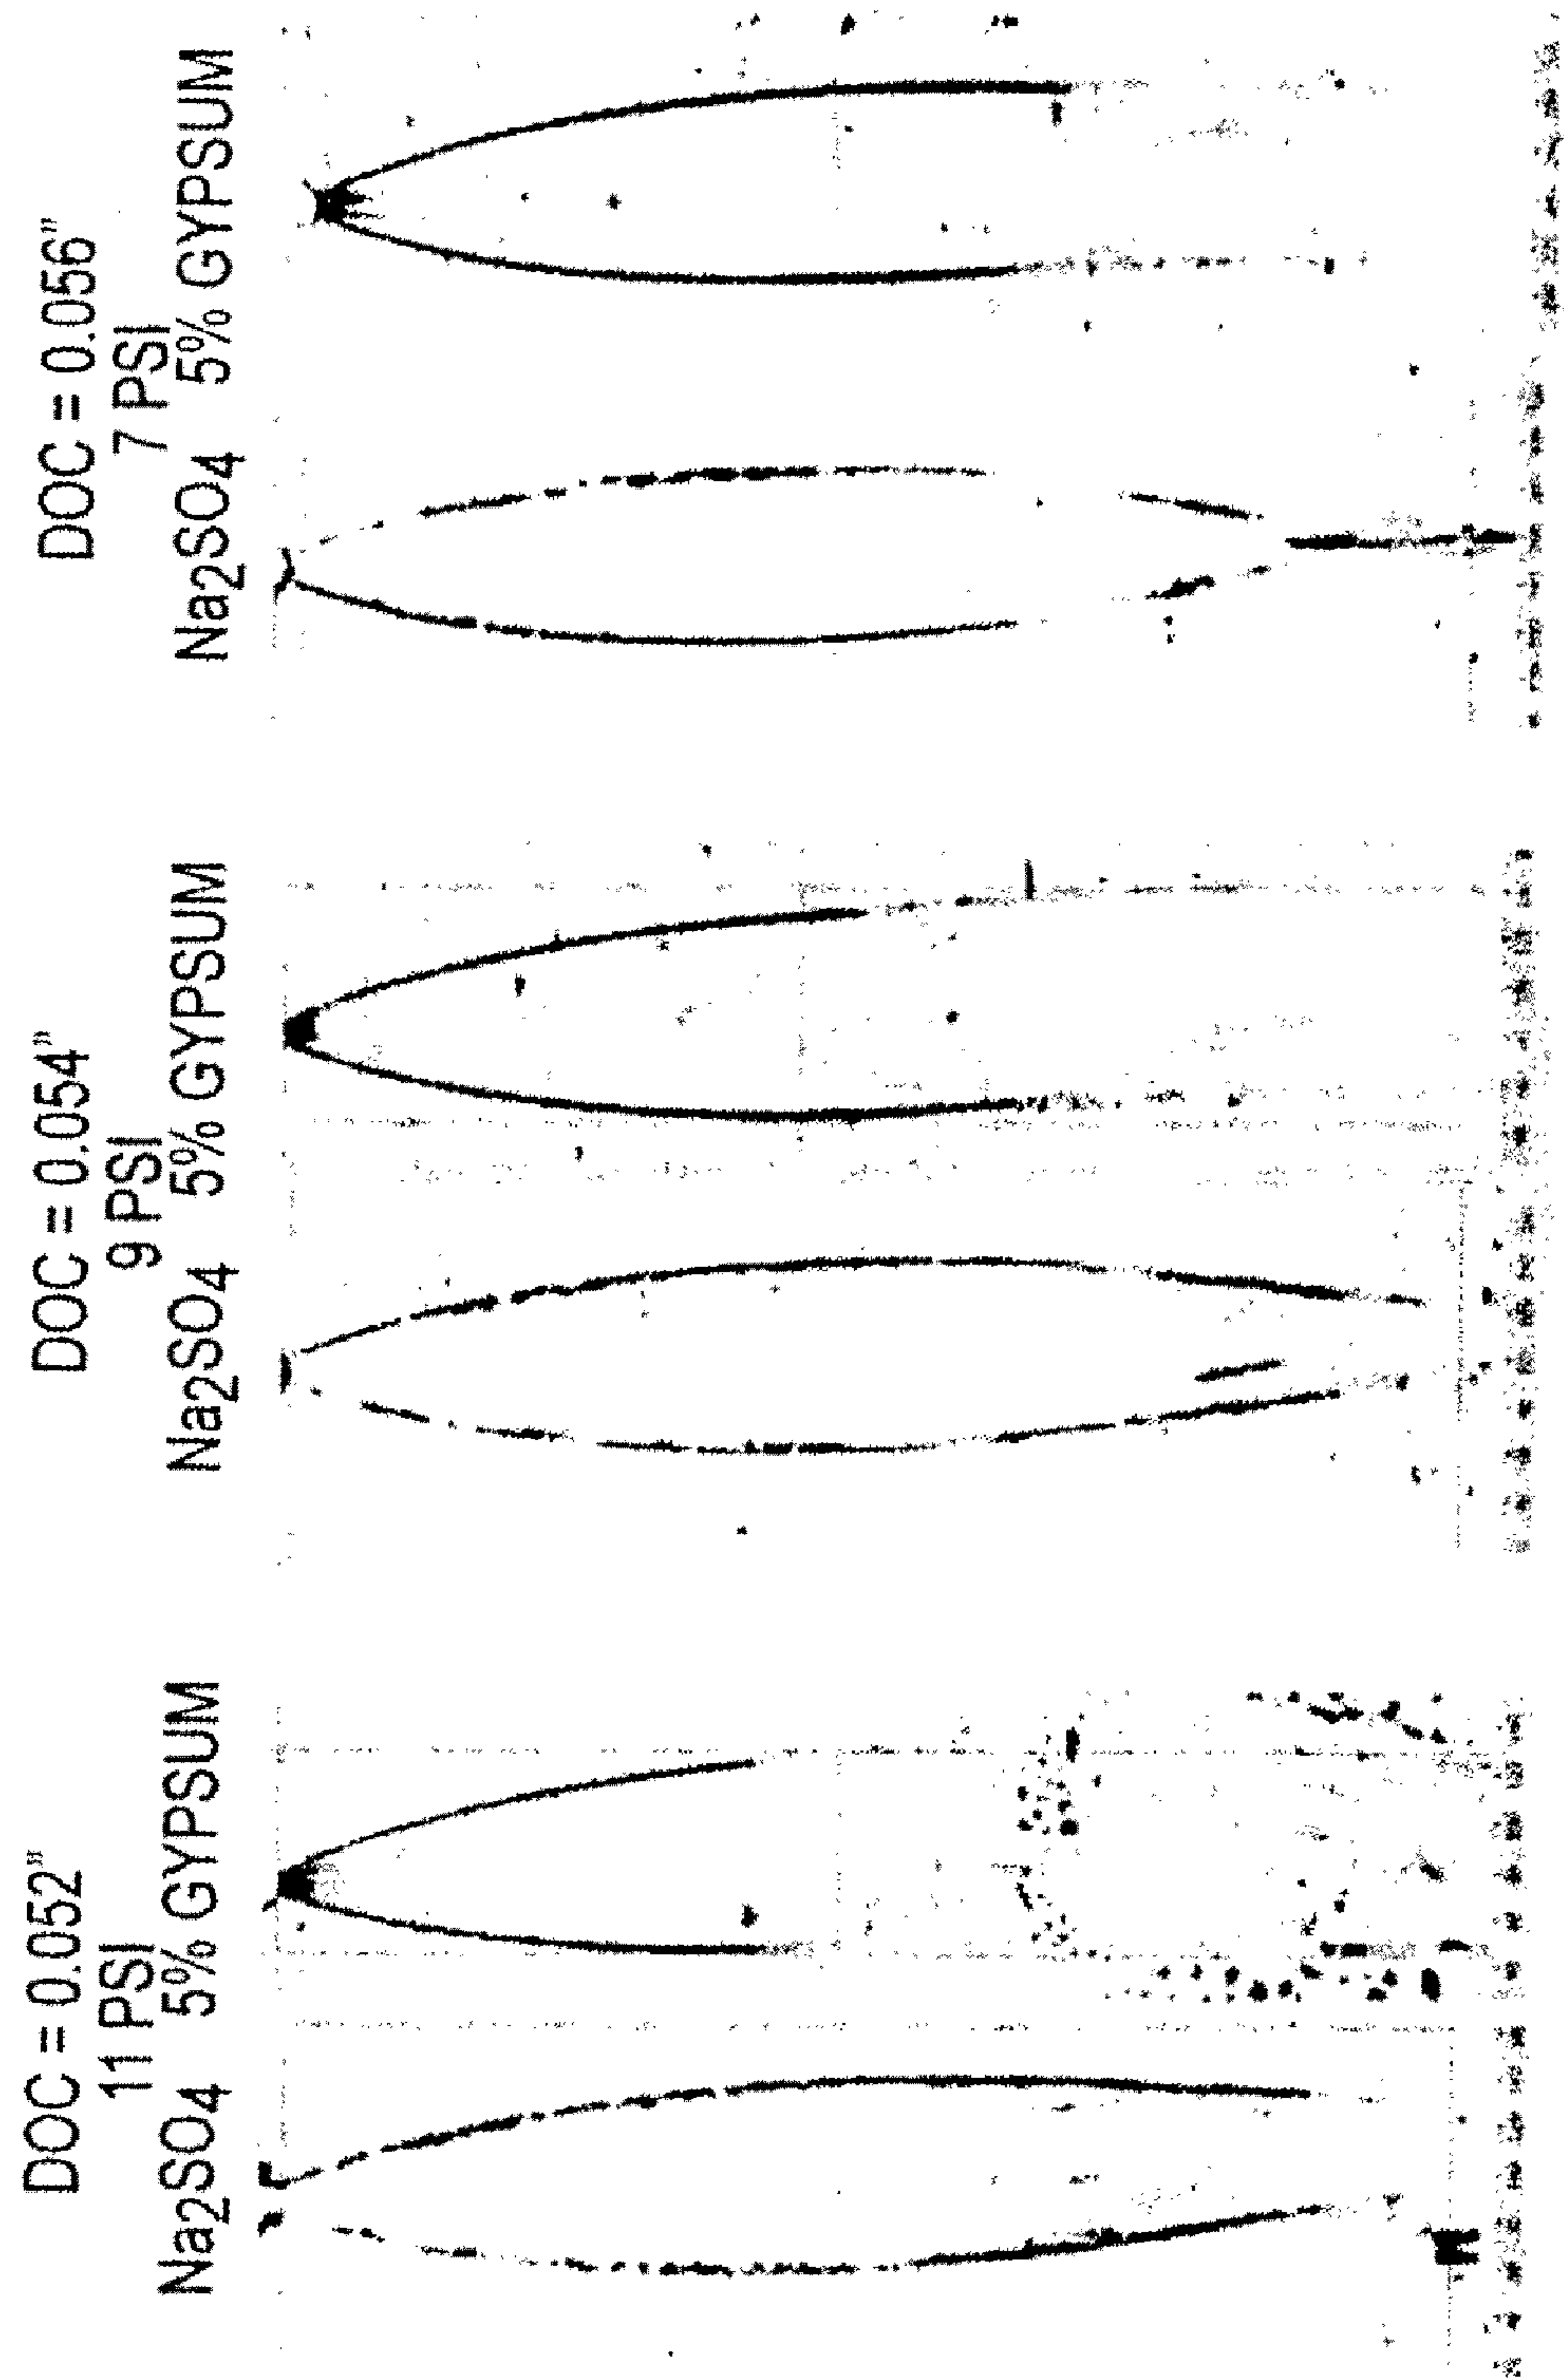 DOC = 0.052"
11 PSI
Na2SO4 5% GYPSUM
DOC = 0.054"
9 PSI
Na2SO4 5% GYPSUM
DOC = 0.056"
7 PSI
Na2SO4 5% GYPSUM